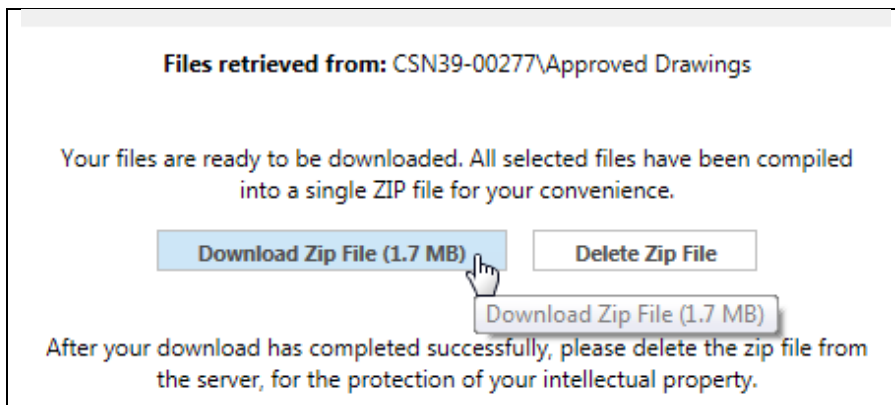 Files retrieved from: CSN39-00277\Approved Drawings
Your files are ready to be downloaded. All selected files have been compiled
into a single ZIP file for your convenience.
Download Zip File (1.7 MB)
Delete Zip File
Download Zip File (1.7 MB)
After your download has completed successfully, please delete the zip file from
the server, for the protection of your intellectual property.